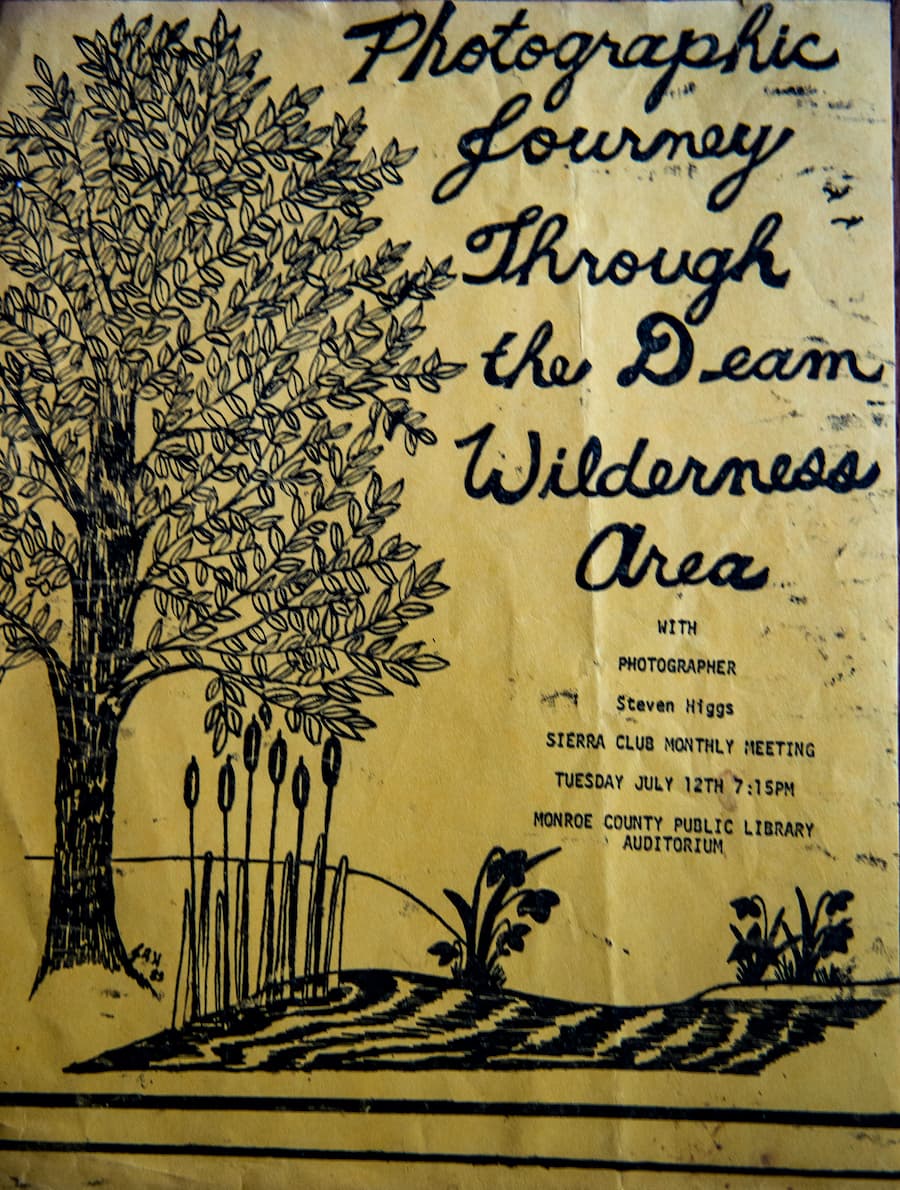 Photographic
Journey
Through
the Deam
Wilderness
Area
WITH
PHOTOGRAPHER
Steven Higgs
SIERRA CLUB MONTHLY MEETING
TUESDAY JULY 12TH 7:15PM
MONROE COUNTY PUBLIC LIBRARY
AUDITORIUM